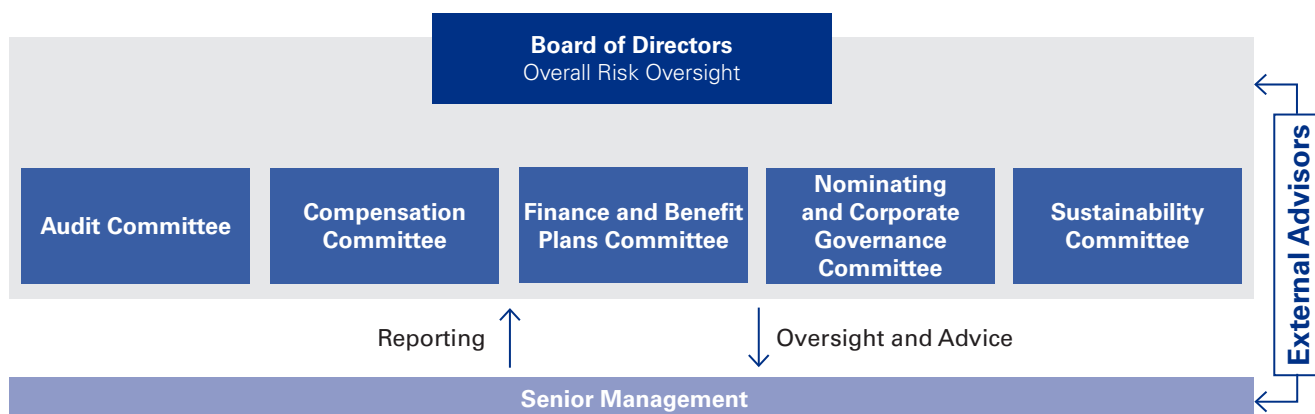 Board of Directors
Overall Risk Oversight
Audit Committee
Compensation
Committee
Finance and Benefit
Plans Committee
Nominating
and Corporate
Governance
Committee
Sustainability
Committee
External Advisors
Reporting
Oversight and Advice
Senior Management